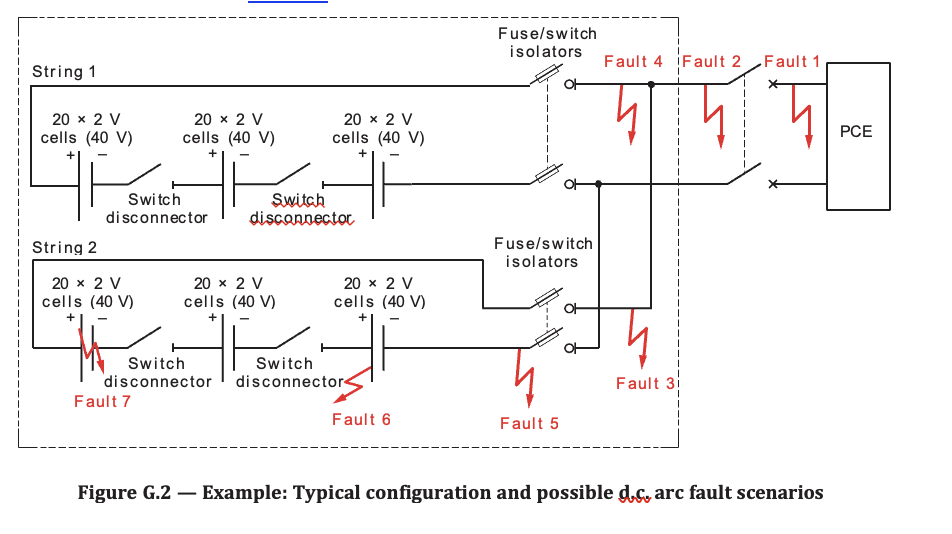 Fuse/switch
isolators
Fault 4
Fault 2
Fault 1
String 1
20 × 2 V
cells (40 V)
20 × 2 V
cells (40 V)
20 × 2 V
cells (40 V)
+ –
+ –
+ –
PCE
Switch
disconnector
Switch
disconnector
String 2
Fuse/switch
isolators
20 × 2 V
cells (40 V)
20 × 2 V
cells (40 V)
20 × 2 V
cells (40 V)
+ –
+ –
+ –
Switch
disconnector
Switch
disconnector
Fault 3
Fault 7
Fault 6
Fault 5
Figure G.2 — Example: Typical configuration and possible d.c. arc fault scenarios